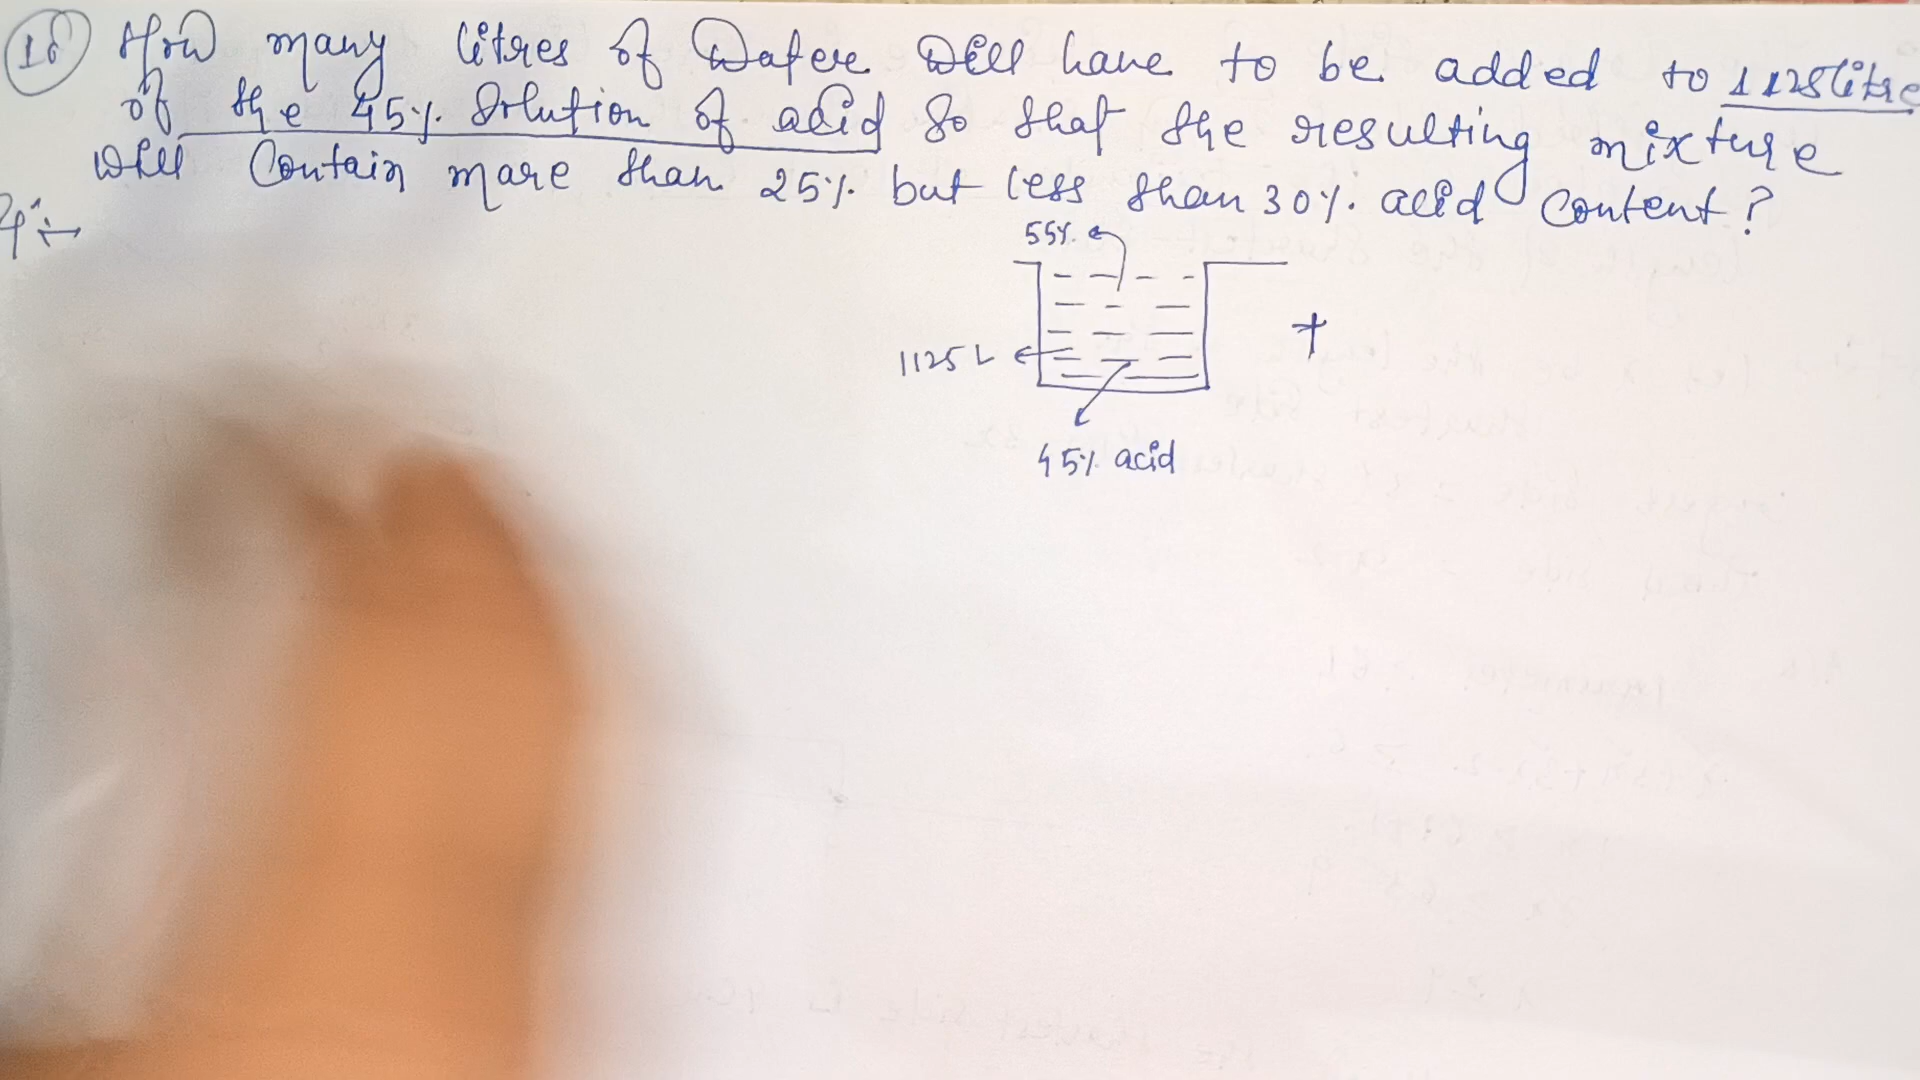 18 How many litres of Water Will have to be added to 1125 litre
of the 45% Solution of acid So that the resulting mixture
will Contain more than 25% but less than 30% acid Content?
55%.
+
1125 L
45% acid